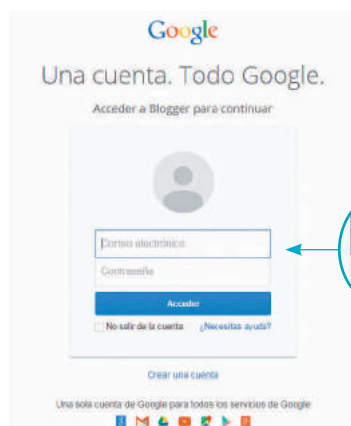 Google
Una cuenta. Todo Google.
Acceder a Blogger para continuar
Correo electrónico
Contraseña
Acceder
No salir de la cuenta ¿Necesitas ayuda?
Crear una cuenta
Una sola cuenta de Google para todos los servicios de Google